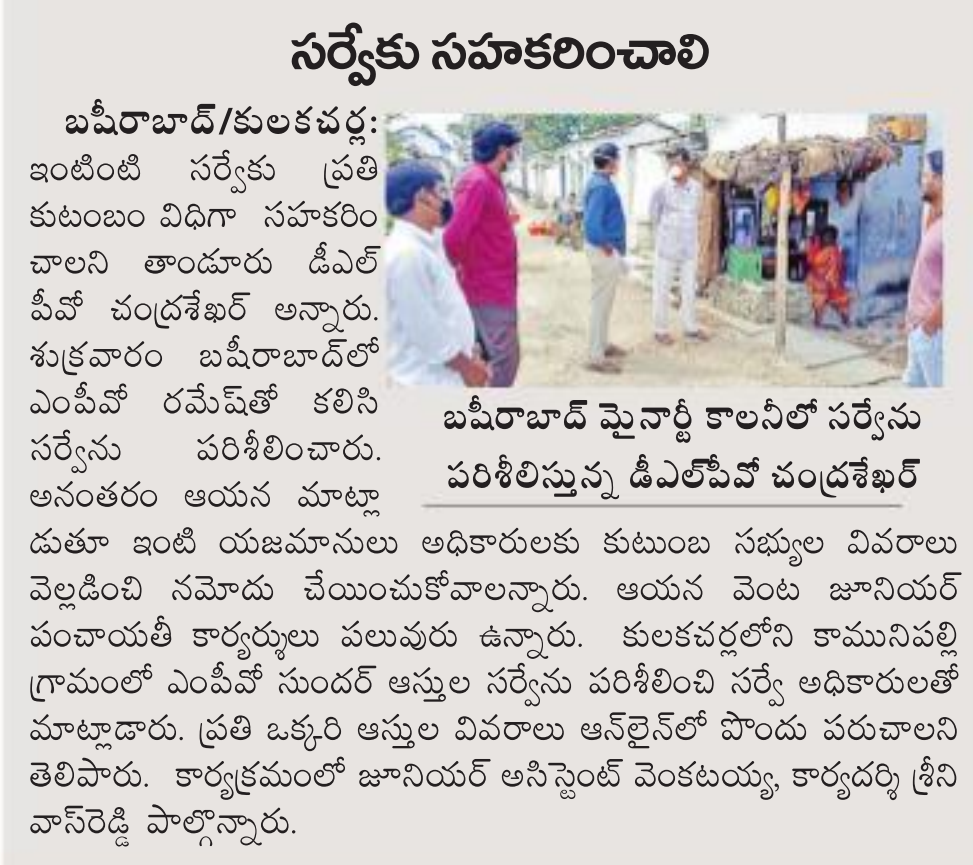 సర్వేకు సహకరించాలి
బషీరాబాద్/కులకచర్ల:
ఇంటింటి సర్వేకు ప్రతి
కుటంబం విధిగా సహకరిం
చాలని తాండూరు డీఎల్
పీవో చంద్రశేఖర్ అన్నారు.
శుక్రవారం బషీరాబాద్‌లో
ఎంపీవో రమేష్‌తో కలిసి
సర్వేను పరిశీలించారు.
అనంతరం ఆయన మాట్లా
బషీరాబాద్ మైనార్టీ కాలనీలో సర్వేను
పరిశీలిస్తున్న డీఎల్‌పీవో చంద్రశేఖర్
డుతూ ఇంటి యజమానులు అధికారులకు కుటుంబ సభ్యుల వివరాలు
వెల్లడించి నమోదు చేయించుకోవాలన్నారు. ఆయన వెంట జూనియర్
పంచాయతీ కార్యర్శులు పలువురు ఉన్నారు. కులకచర్లలోని కామునిపల్లి
గ్రామంలో ఎంపీవో సుందర్ ఆస్తుల సర్వేను పరిశీలించి సర్వే అధికారులతో
మాట్లాడారు. ప్రతి ఒక్కరి ఆస్తుల వివరాలు ఆన్‌లైన్‌లో పొందు పరుచాలని
తెలిపారు. కార్యక్రమంలో జూనియర్ అసిస్టెంట్ వెంకటయ్య, కార్యదర్శి శ్రీని
వాస్‌రెడ్డి పాల్గొన్నారు.